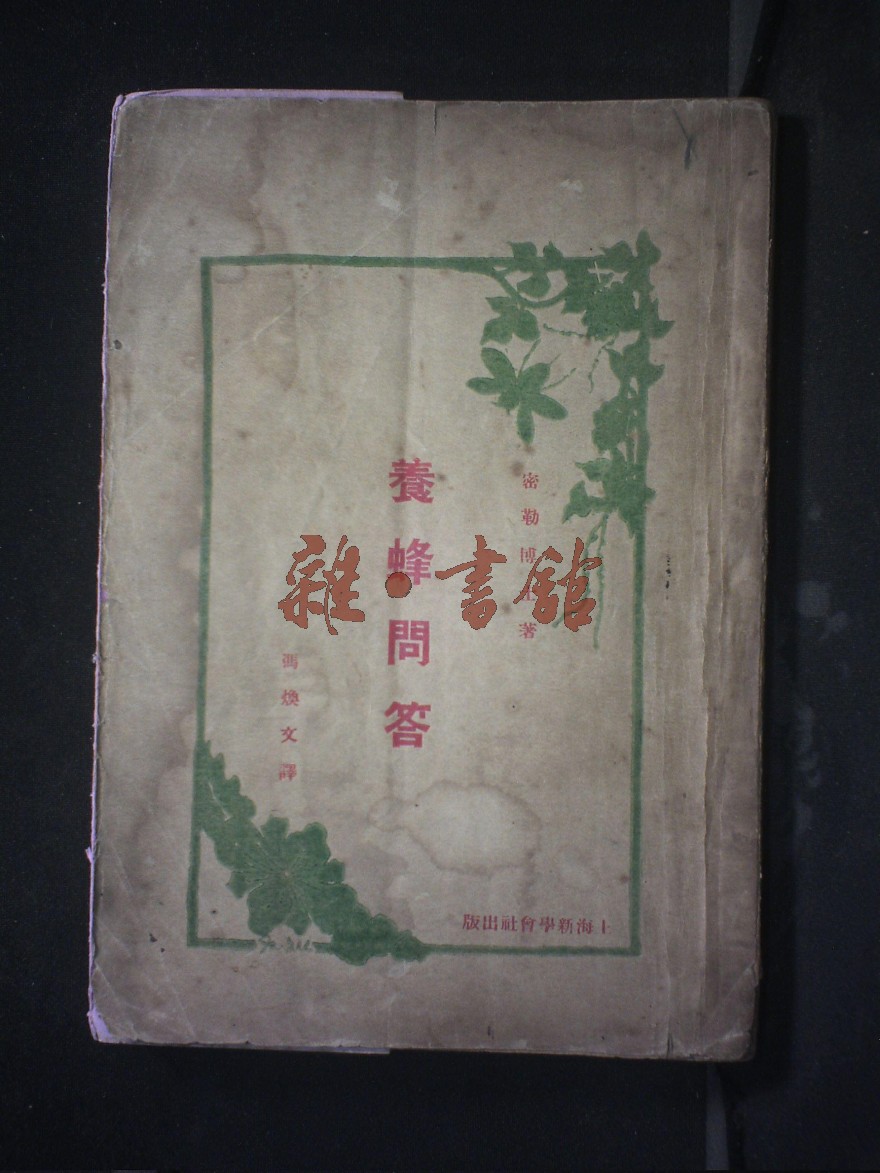 密勒博士著
養蜂問答
馮煥文譯
上海新學會社出版
雜·書館